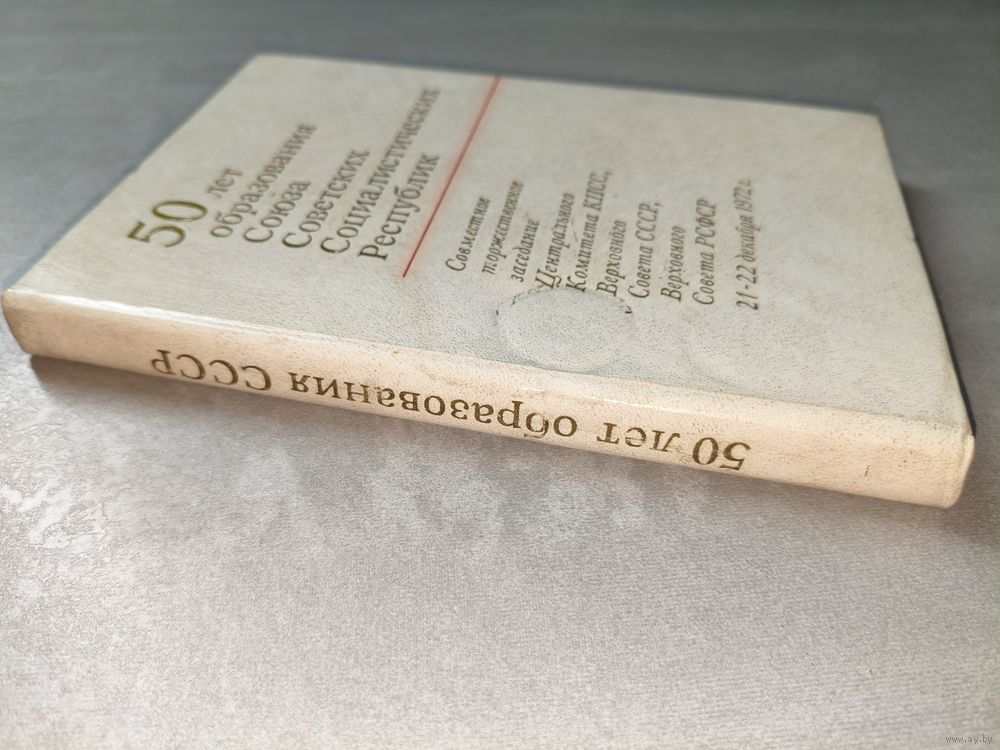 50 лет
образования
Союза
Советских
Социалистических
Республик
Совместное
торжественное
заседание
Центрального
Комитета КПСС,
Верховного
Совета СССР,
Верховного
Совета РСФСР
21-22 декабря 1972 г.
50 лет образования СССР
www.ay.by